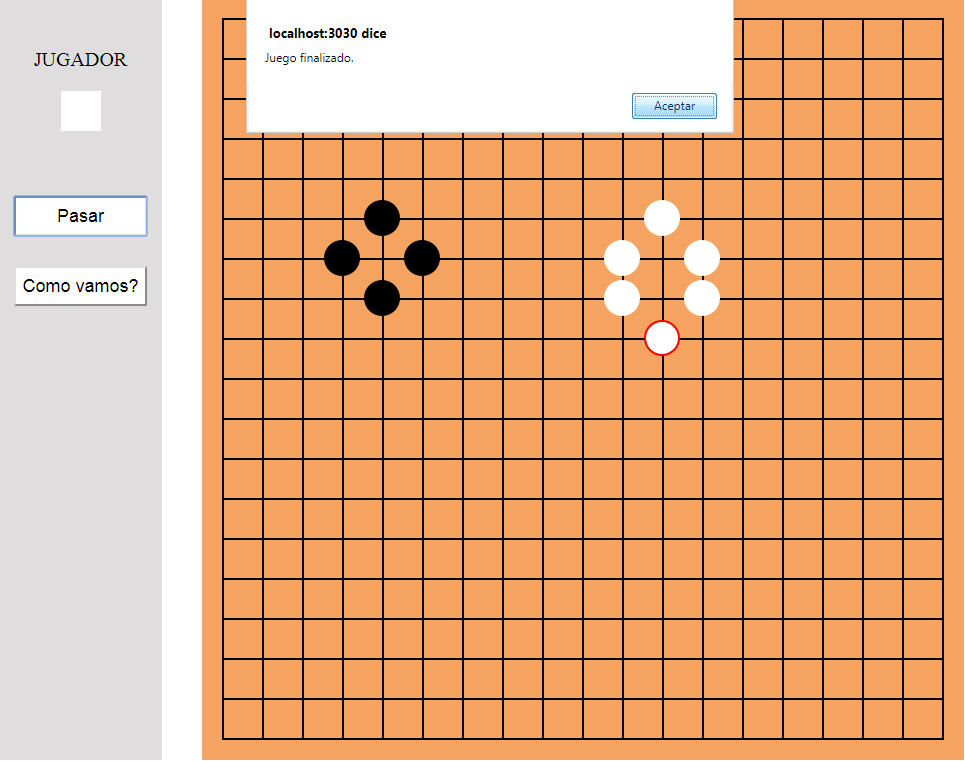 JUGADOR
Pasar
Como vamos?
localhost:3030 dice
Juego finalizado.
Aceptar